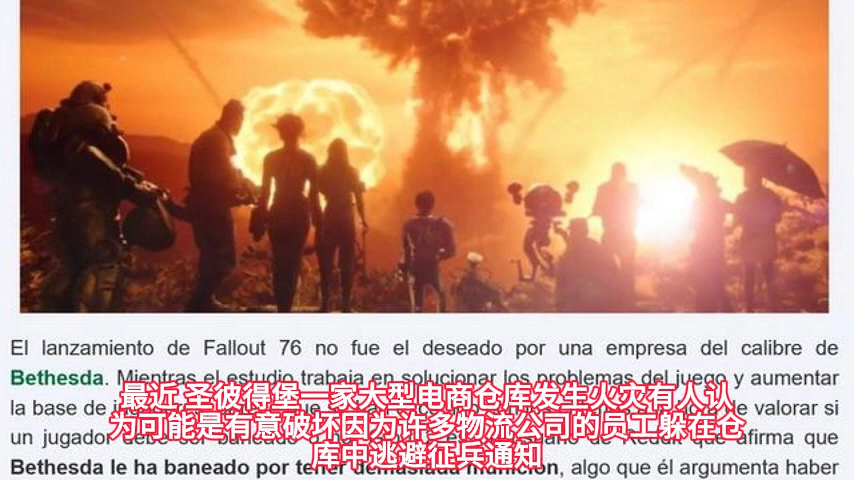 El lanzamiento de Fallout 76 no fue el deseado por una empresa del calibre de
Bethesda. Mientras el estudio trabaja en solucionar los problemas del juego y aumentar
la base de
de valorar si
最近,圣彼得堡一家大型电商仓库发生火灾有人认
un jugador
afirma que
为可能是有意破坏因为许多物流公司的员工躲在仓
Bethesda le ha baneado por tener demasiada munición, algo que él argumenta haber
库中逃避征兵通知